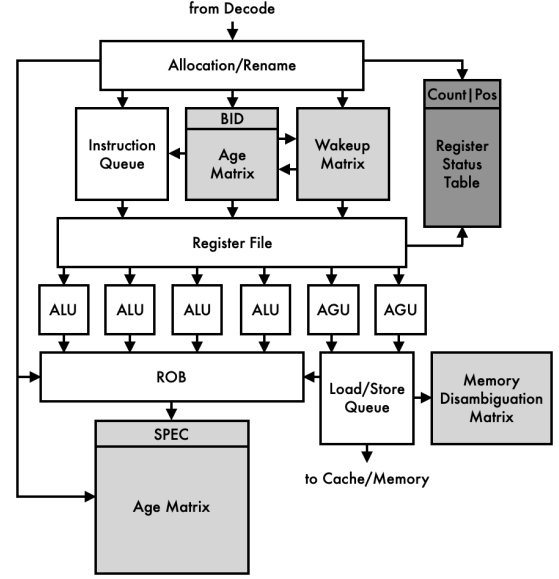 from Decode
Allocation/Rename
Count|Pos
BID
Instruction
Queue
Age
Matrix
Wakeup
Matrix
Register
Status
Table
Register File
ALU
ALU
ALU
ALU
AGU
AGU
ROB
Load/Store
Queue
Memory
Disambiguation
Matrix
SPEC
to Cache/Memory
Age Matrix